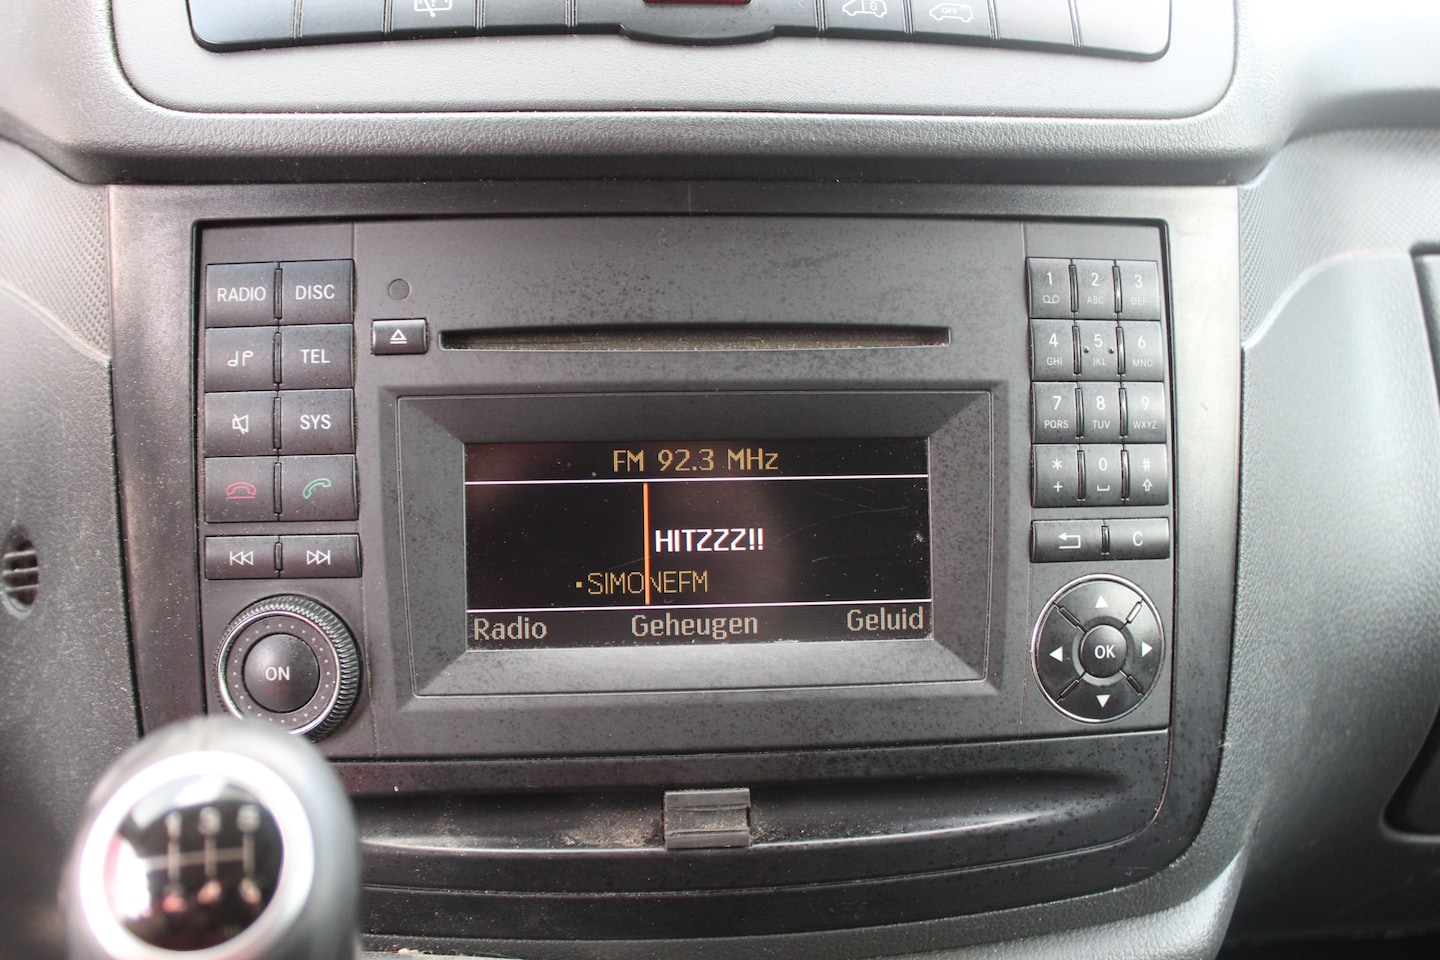 OFF
RADIO DISC
TEL
SYS
ON
FM 92.3 MHz
HITZZZ!!
SIMONEFM
Radio Geheugen Geluid
1 2 3
ABC DEF
4 5 6
GHI JKL MNO
7 8 9
PQRS TUV WXYZ
* 0 #
+
C
OK